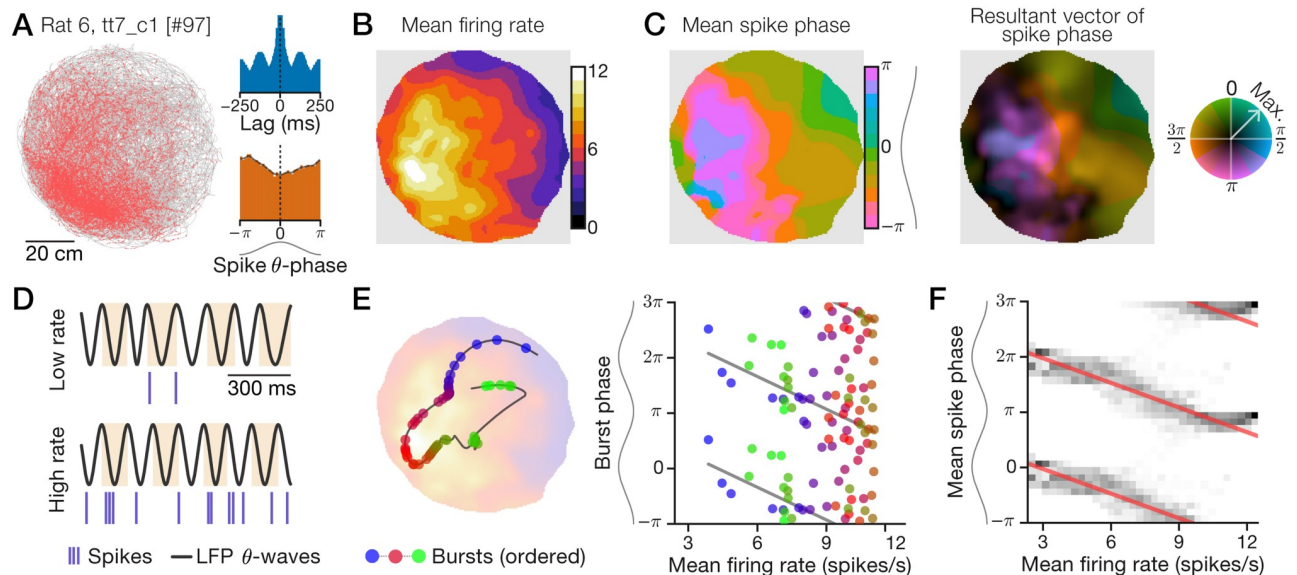 A Rat 6, tt7_c1 [#97]
−250 0 250
Lag (ms)
−π 0 π
Spike θ-phase
20 cm
B Mean firing rate
12
6
0
C Mean spike phase
π
0
−π
Resultant vector of
spike phase
0
Max.
3π/2
π/2
π
D
Low rate
300 ms
High rate
Spikes
LFP θ-waves
E
Bursts (ordered)
Burst phase
3π
2π
π
0
−π
3 6 9 12
Mean firing rate (spikes/s)
F
Mean spike phase
3π
2π
π
0
−π
3 6 9 12
Mean firing rate (spikes/s)